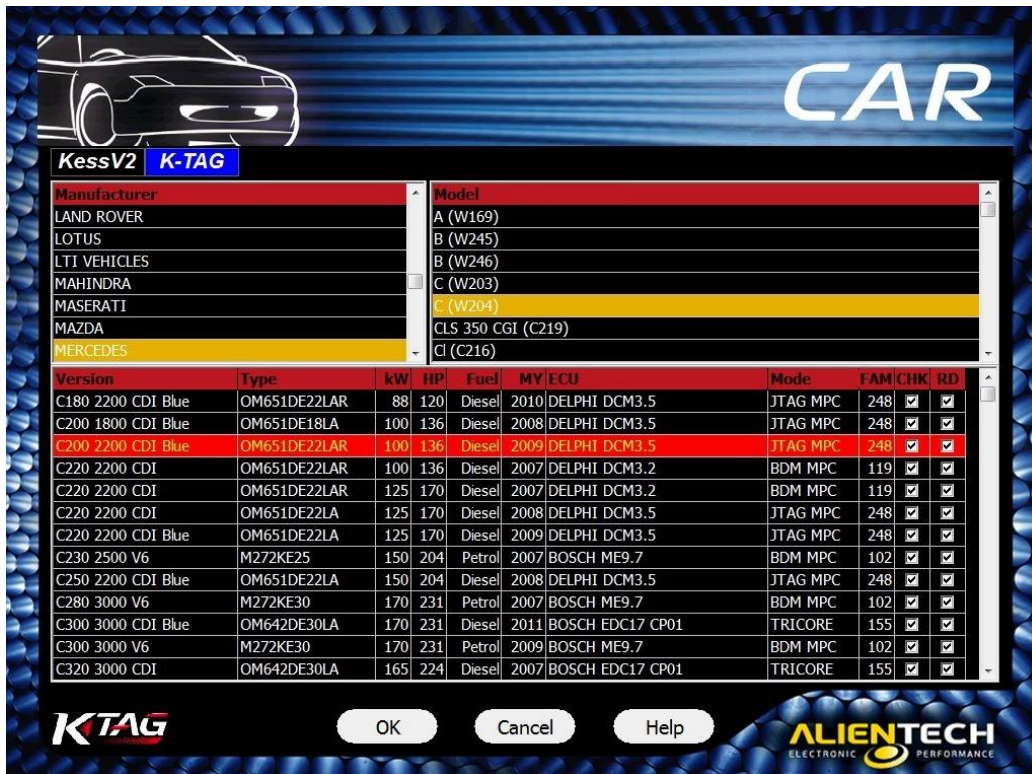 CAR
KessV2 K-TAG
Manufacturer
LAND ROVER
LOTUS
LTI VEHICLES
MAHINDRA
MASERATI
MAZDA
MERCEDES
Model
A (W169)
B (W245)
B (W246)
C (W203)
C (W204)
CLS 350 CGI (C219)
Cl (C216)
Version Type kW HP Fuel MY ECU Mode FAM CHK RD
C180 2200 CDI Blue OM651DE22LAR 88 120 Diesel 2010 DELPHI DCM3.5 JTAG MPC 248
C200 1800 CDI Blue OM651DE18LA 100 136 Diesel 2008 DELPHI DCM3.5 JTAG MPC 248
C200 2200 CDI Blue OM651DE22LAR 100 136 Diesel 2009 DELPHI DCM3.5 JTAG MPC 248
C220 2200 CDI OM651DE22LAR 100 136 Diesel 2007 DELPHI DCM3.2 BDM MPC 119
C220 2200 CDI OM651DE22LAR 125 170 Diesel 2007 DELPHI DCM3.2 BDM MPC 119
C220 2200 CDI OM651DE22LA 125 170 Diesel 2008 DELPHI DCM3.5 JTAG MPC 248
C220 2200 CDI Blue OM651DE22LA 125 170 Diesel 2009 DELPHI DCM3.5 JTAG MPC 248
C230 2500 V6 M272KE25 150 204 Petrol 2007 BOSCH ME9.7 BDM MPC 102
C250 2200 CDI Blue OM651DE22LA 150 204 Diesel 2008 DELPHI DCM3.5 JTAG MPC 248
C280 3000 V6 M272KE30 170 231 Petrol 2007 BOSCH ME9.7 BDM MPC 102
C300 3000 CDI Blue OM642DE30LA 170 231 Diesel 2011 BOSCH EDC17 CP01 TRICORE 155
C300 3000 V6 M272KE30 170 231 Petrol 2009 BOSCH ME9.7 BDM MPC 102
C320 3000 CDI OM642DE30LA 165 224 Diesel 2007 BOSCH EDC17 CP01 TRICORE 155
K-TAG
OK Cancel Help
ALIENTECH
ELECTRONIC PERFORMANCE